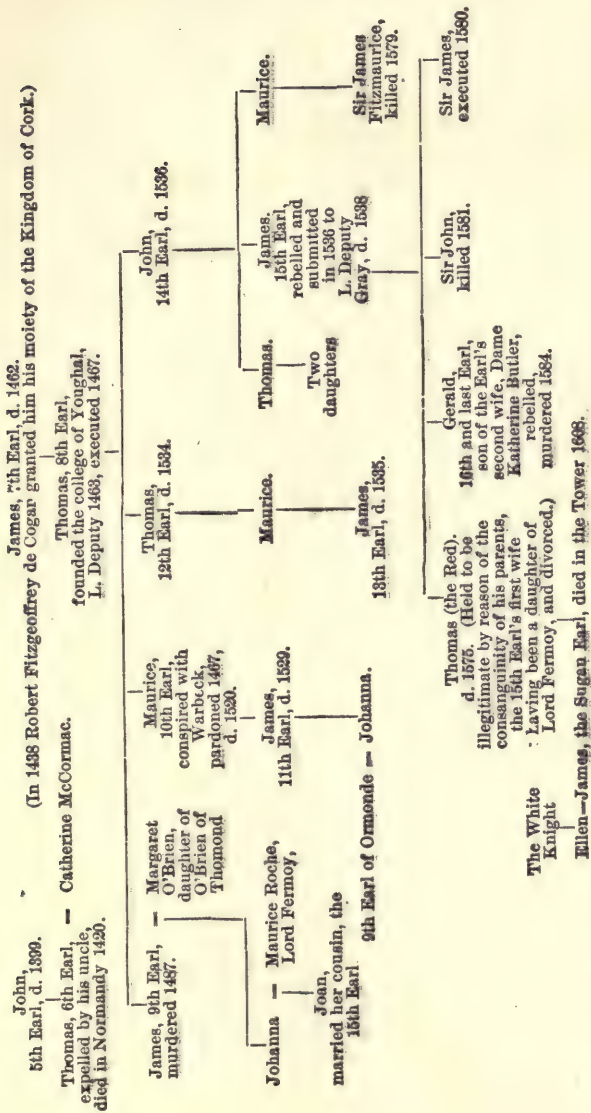 John,
5th Earl, d. 1399.
James, 7th Earl, d. 1462.
(In 1438 Robert Fitzgeoffrey de Cogar granted him his moiety of the Kingdom of Cork.)
Thomas, 6th Earl, — Catherine McCormac.
expelled by his uncle,
died in Normandy 1420.
Thomas, 8th Earl,
founded the college of Youghal,
L. Deputy 1463, executed 1467.
James, 9th Earl,
murdered 1487.
— Margaret
O'Brien,
daughter of
O'Brien of
Thomond
Maurice,
10th Earl,
conspired with
Warbeck,
pardoned 1467,
d. 1520.
Thomas,
12th Earl, d. 1534.
John,
14th Earl, d. 1536.
Johanna — Maurice Roche,
Lord Fermoy,
James,
11th Earl, d. 1529.
Maurice.
Thomas.
James.
15th Earl,
rebelled and
submitted
in 1536 to
L. Deputy
Gray, d. 1538
Maurice.
Joan,
married her cousin, the
15th Earl
9th Earl of Ormonde — Johanna.
James,
13th Earl, d. 1535.
Two
daughters
Sir James
Fitzmaurice,
killed 1579.
The White
Knight
Thomas (the Red).
d. 1575. (Held to be
illegitimate by reason of the
consanguinity of his parents,
the 15th Earl's first wife
having been a daughter of
Lord Fermoy, and divorced.)
Gerald,
16th and last Earl,
son of the Earl's
second wife, Dame
Katherine Butler,
rebelled,
murdered 1584.
Sir John,
killed 1581.
Sir James,
executed 1580.
Ellen—James, the Sugan Earl, died in the Tower 1608.